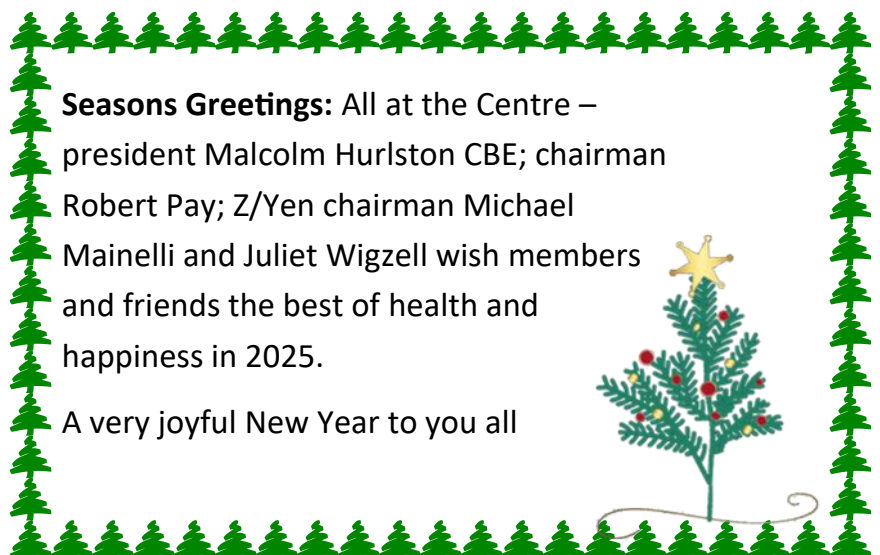 Seasons Greetings: All at the Centre –
president Malcolm Hurlston CBE; chairman
Robert Pay; Z/Yen chairman Michael
Mainelli and Juliet Wigzell wish members
and friends the best of health and
happiness in 2025.
A very joyful New Year to you all